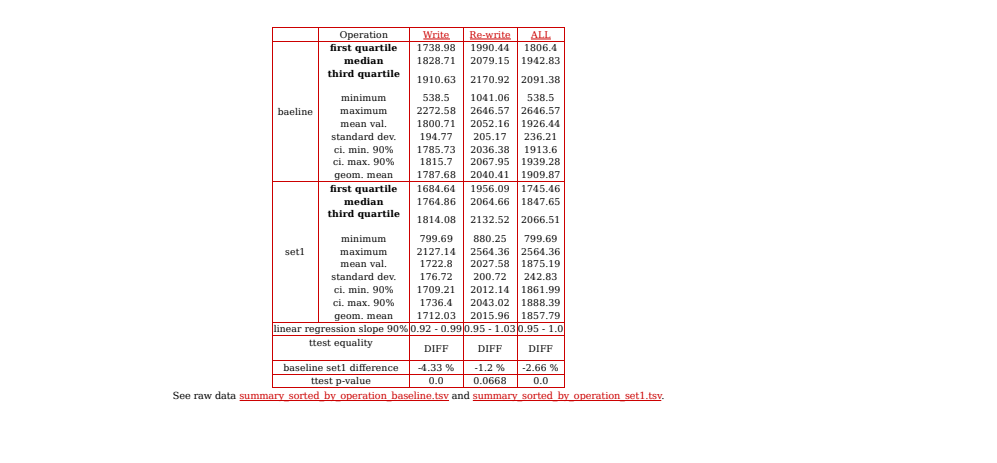 Operation Write Re-write ALL
first quartile 1738.98 1990.44 1806.4
median 1828.71 2079.15 1942.83
third quartile 1910.63 2170.92 2091.38
minimum 538.5 1041.06 538.5
baeline maximum 2272.58 2646.57 2646.57
mean val. 1800.71 2052.16 1926.44
standard dev. 194.77 205.17 236.21
ci. min. 90% 1785.73 2036.38 1913.6
ci. max. 90% 1815.7 2067.95 1939.28
geom. mean 1787.68 2040.41 1909.87
first quartile 1684.64 1956.09 1745.46
median 1764.86 2064.66 1847.65
third quartile 1814.08 2132.52 2066.51
minimum 799.69 880.25 799.69
set1 maximum 2127.14 2564.36 2564.36
mean val. 1722.8 2027.58 1875.19
standard dev. 176.72 200.72 242.83
ci. min. 90% 1709.21 2012.14 1861.99
ci. max. 90% 1736.4 2043.02 1888.39
geom. mean 1712.03 2015.96 1857.79
linear regression slope 90% 0.92 - 0.99 0.95 - 1.03 0.95 - 1.0
ttest equality DIFF DIFF DIFF
baseline set1 difference -4.33 % -1.2 % -2.66 %
ttest p-value 0.0 0.0668 0.0
See raw data summary_sorted_by_operation_baseline.tsv and summary_sorted_by_operation_set1.tsv.